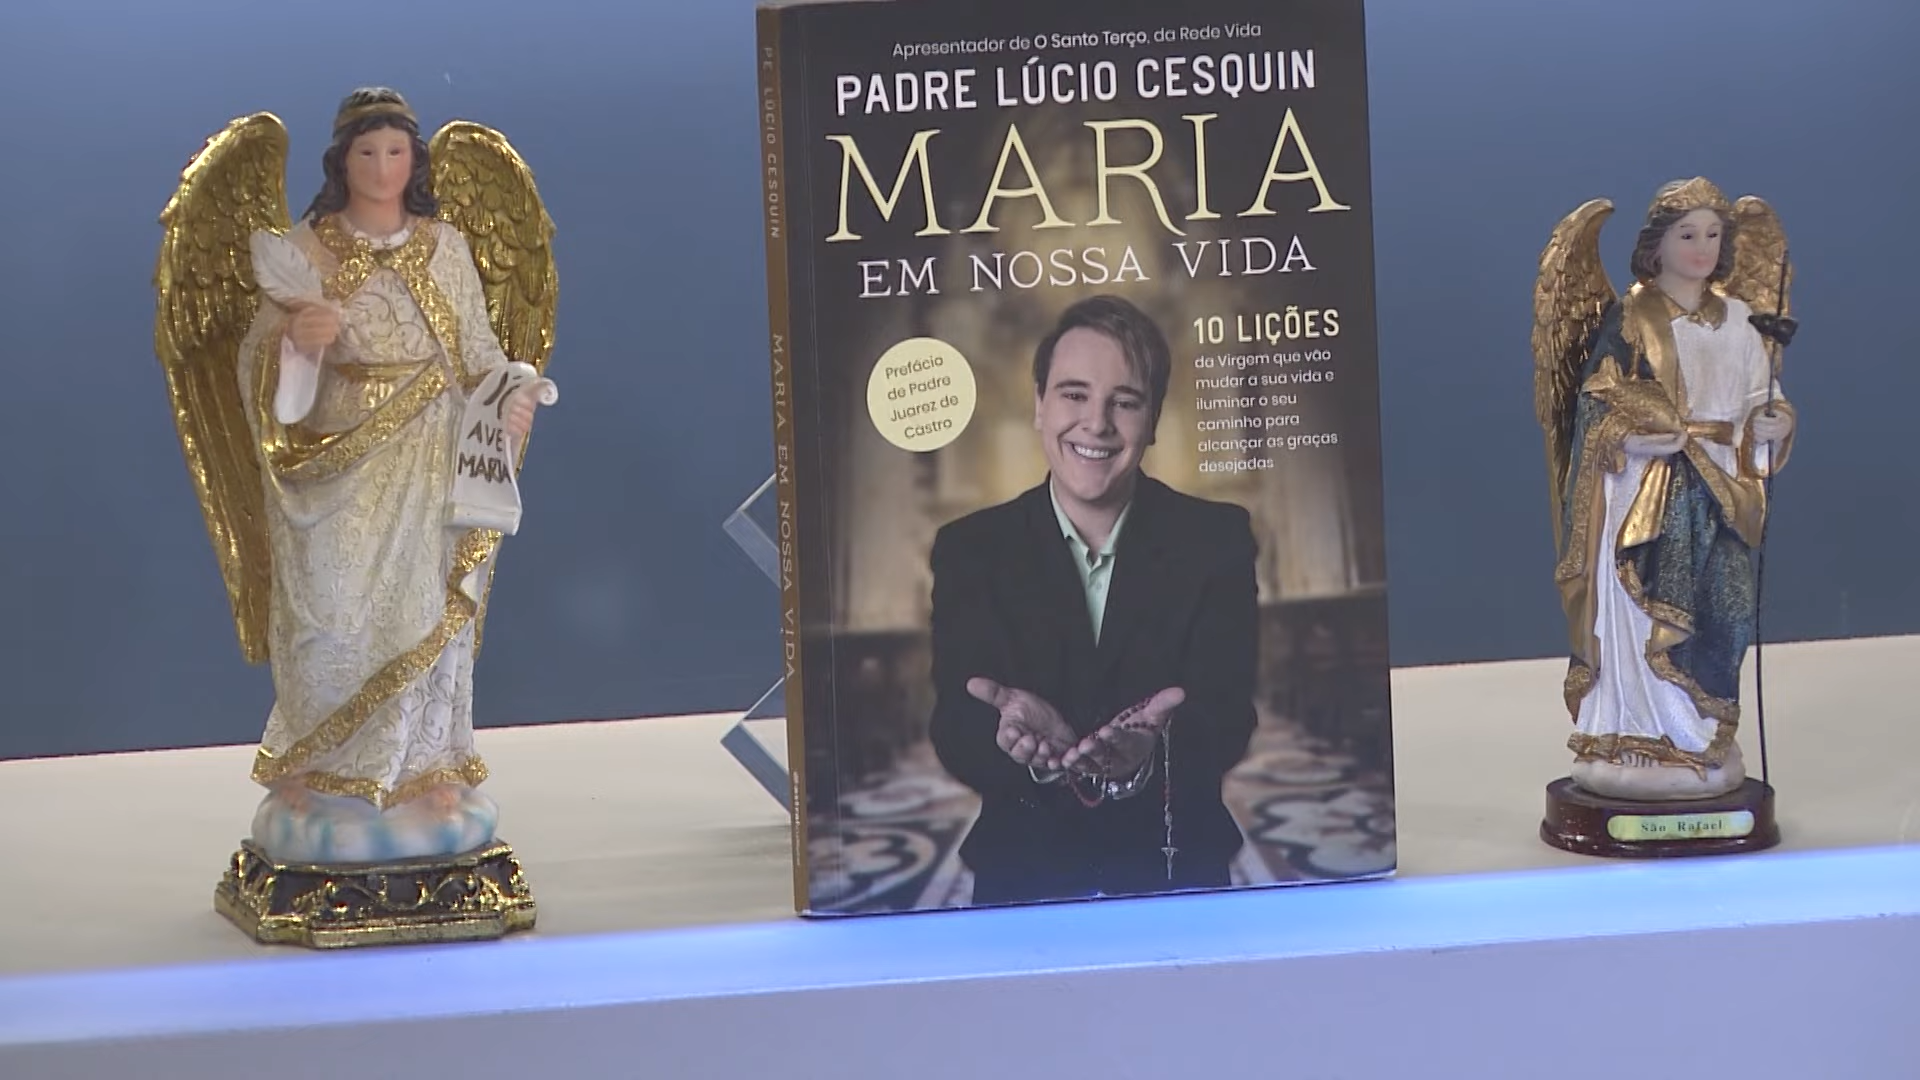 Apresentador de O Santo Terço, da Rede Vida
PADRE LÚCIO CESQUIN
MARIA
EM NOSSA VIDA
10 LIÇÕES
da Virgem que vão
mudar a sua vida e
iluminar o seu
caminho para
alcançar as graças
desejadas
Prefácio
de Padre
Juarez de
Castro
PE. LÚCIO CESQUIN
MARIA EM NOSSA VIDA
AVE
MARIA
São Rafael